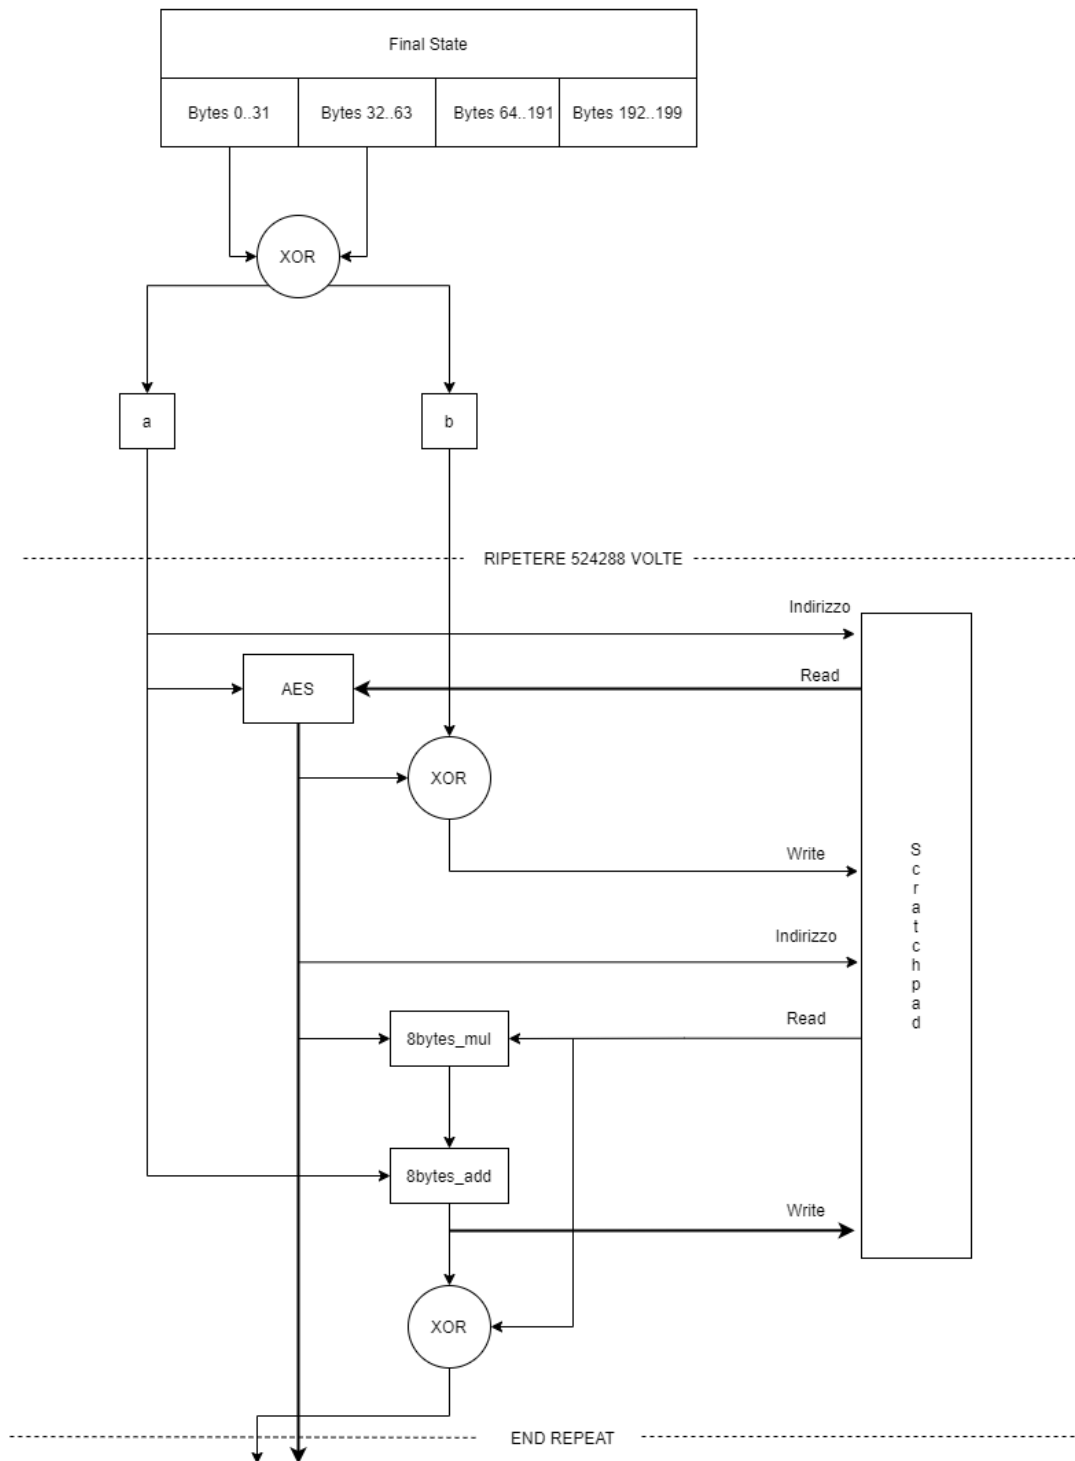 Final State
Bytes 0..31
Bytes 32..63
Bytes 64..191
Bytes 192..199
XOR
a
b
RIPETERE 524288 VOLTE
Indirizzo
Read
AES
XOR
Write
Scratchpad
Indirizzo
Read
8bytes_mul
8bytes_add
Write
XOR
END REPEAT